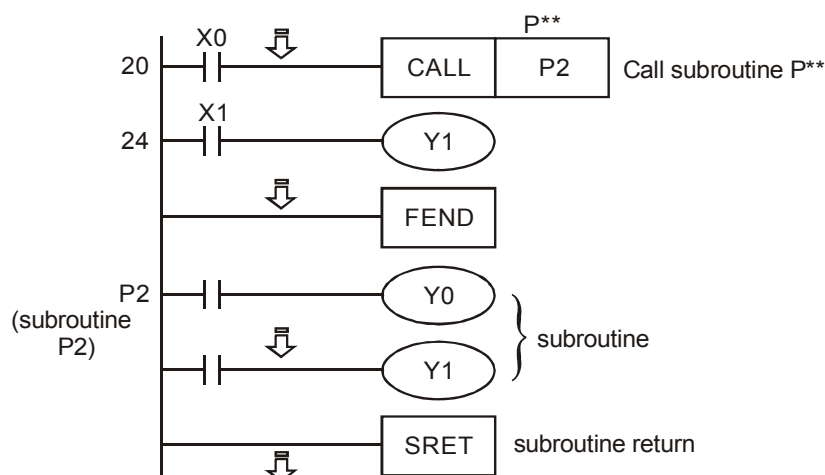 P**
X0
20 CALL P2 Call subroutine P**
X1
24 Y1
FEND
P2 Y0
(subroutine
P2)
subroutine
Y1
SRET subroutine return